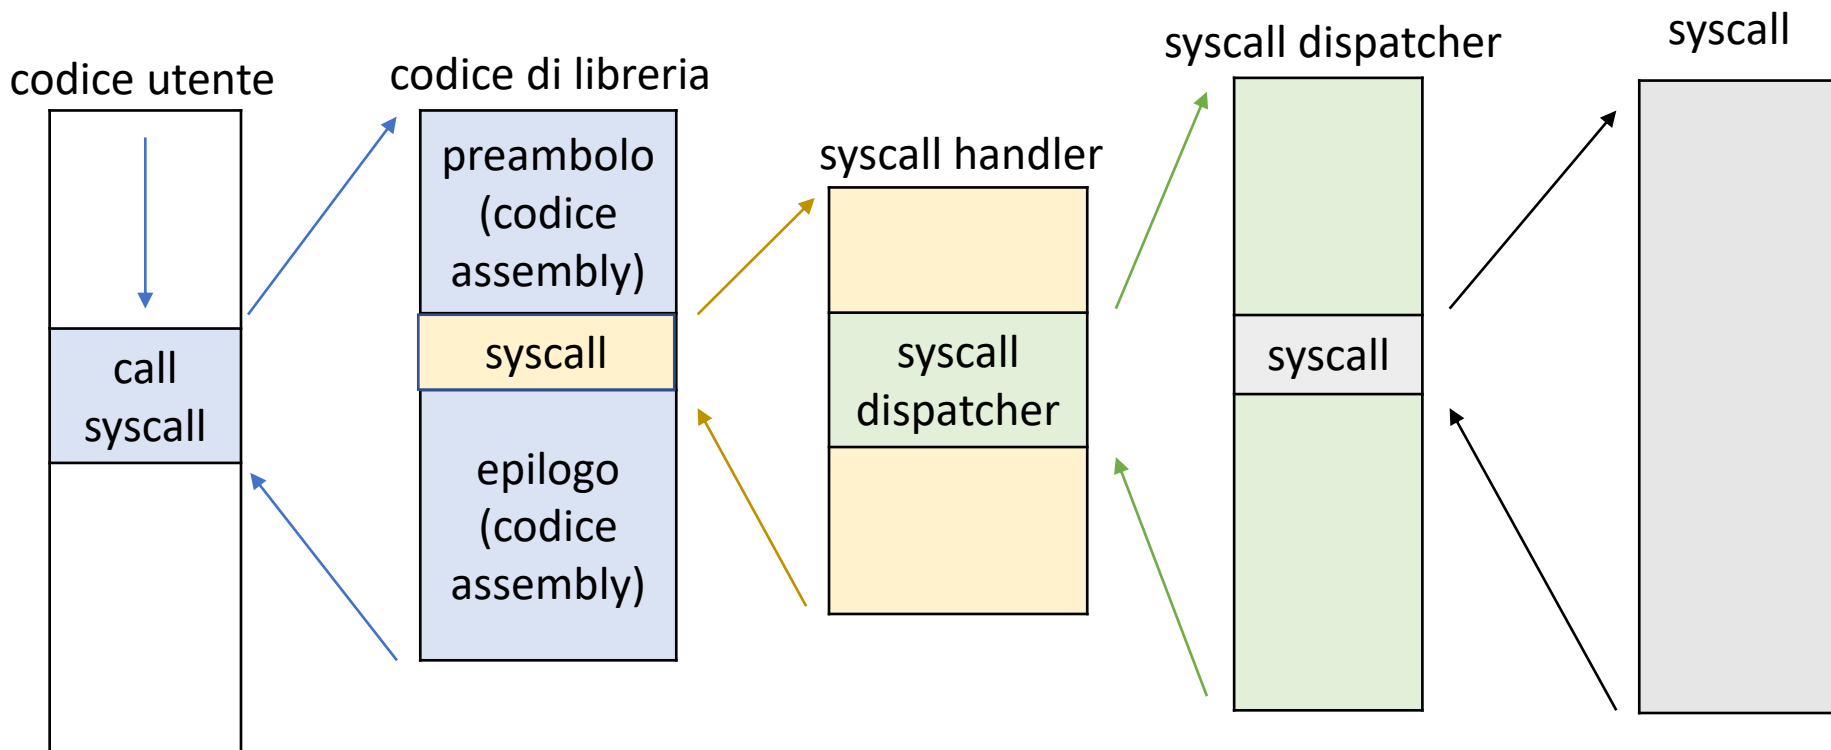 codice utente
call
syscall
codice di libreria
preambolo
(codice
assembly)
syscall
epilogo
(codice
assembly)
syscall handler
syscall
dispatcher
syscall dispatcher
syscall
syscall